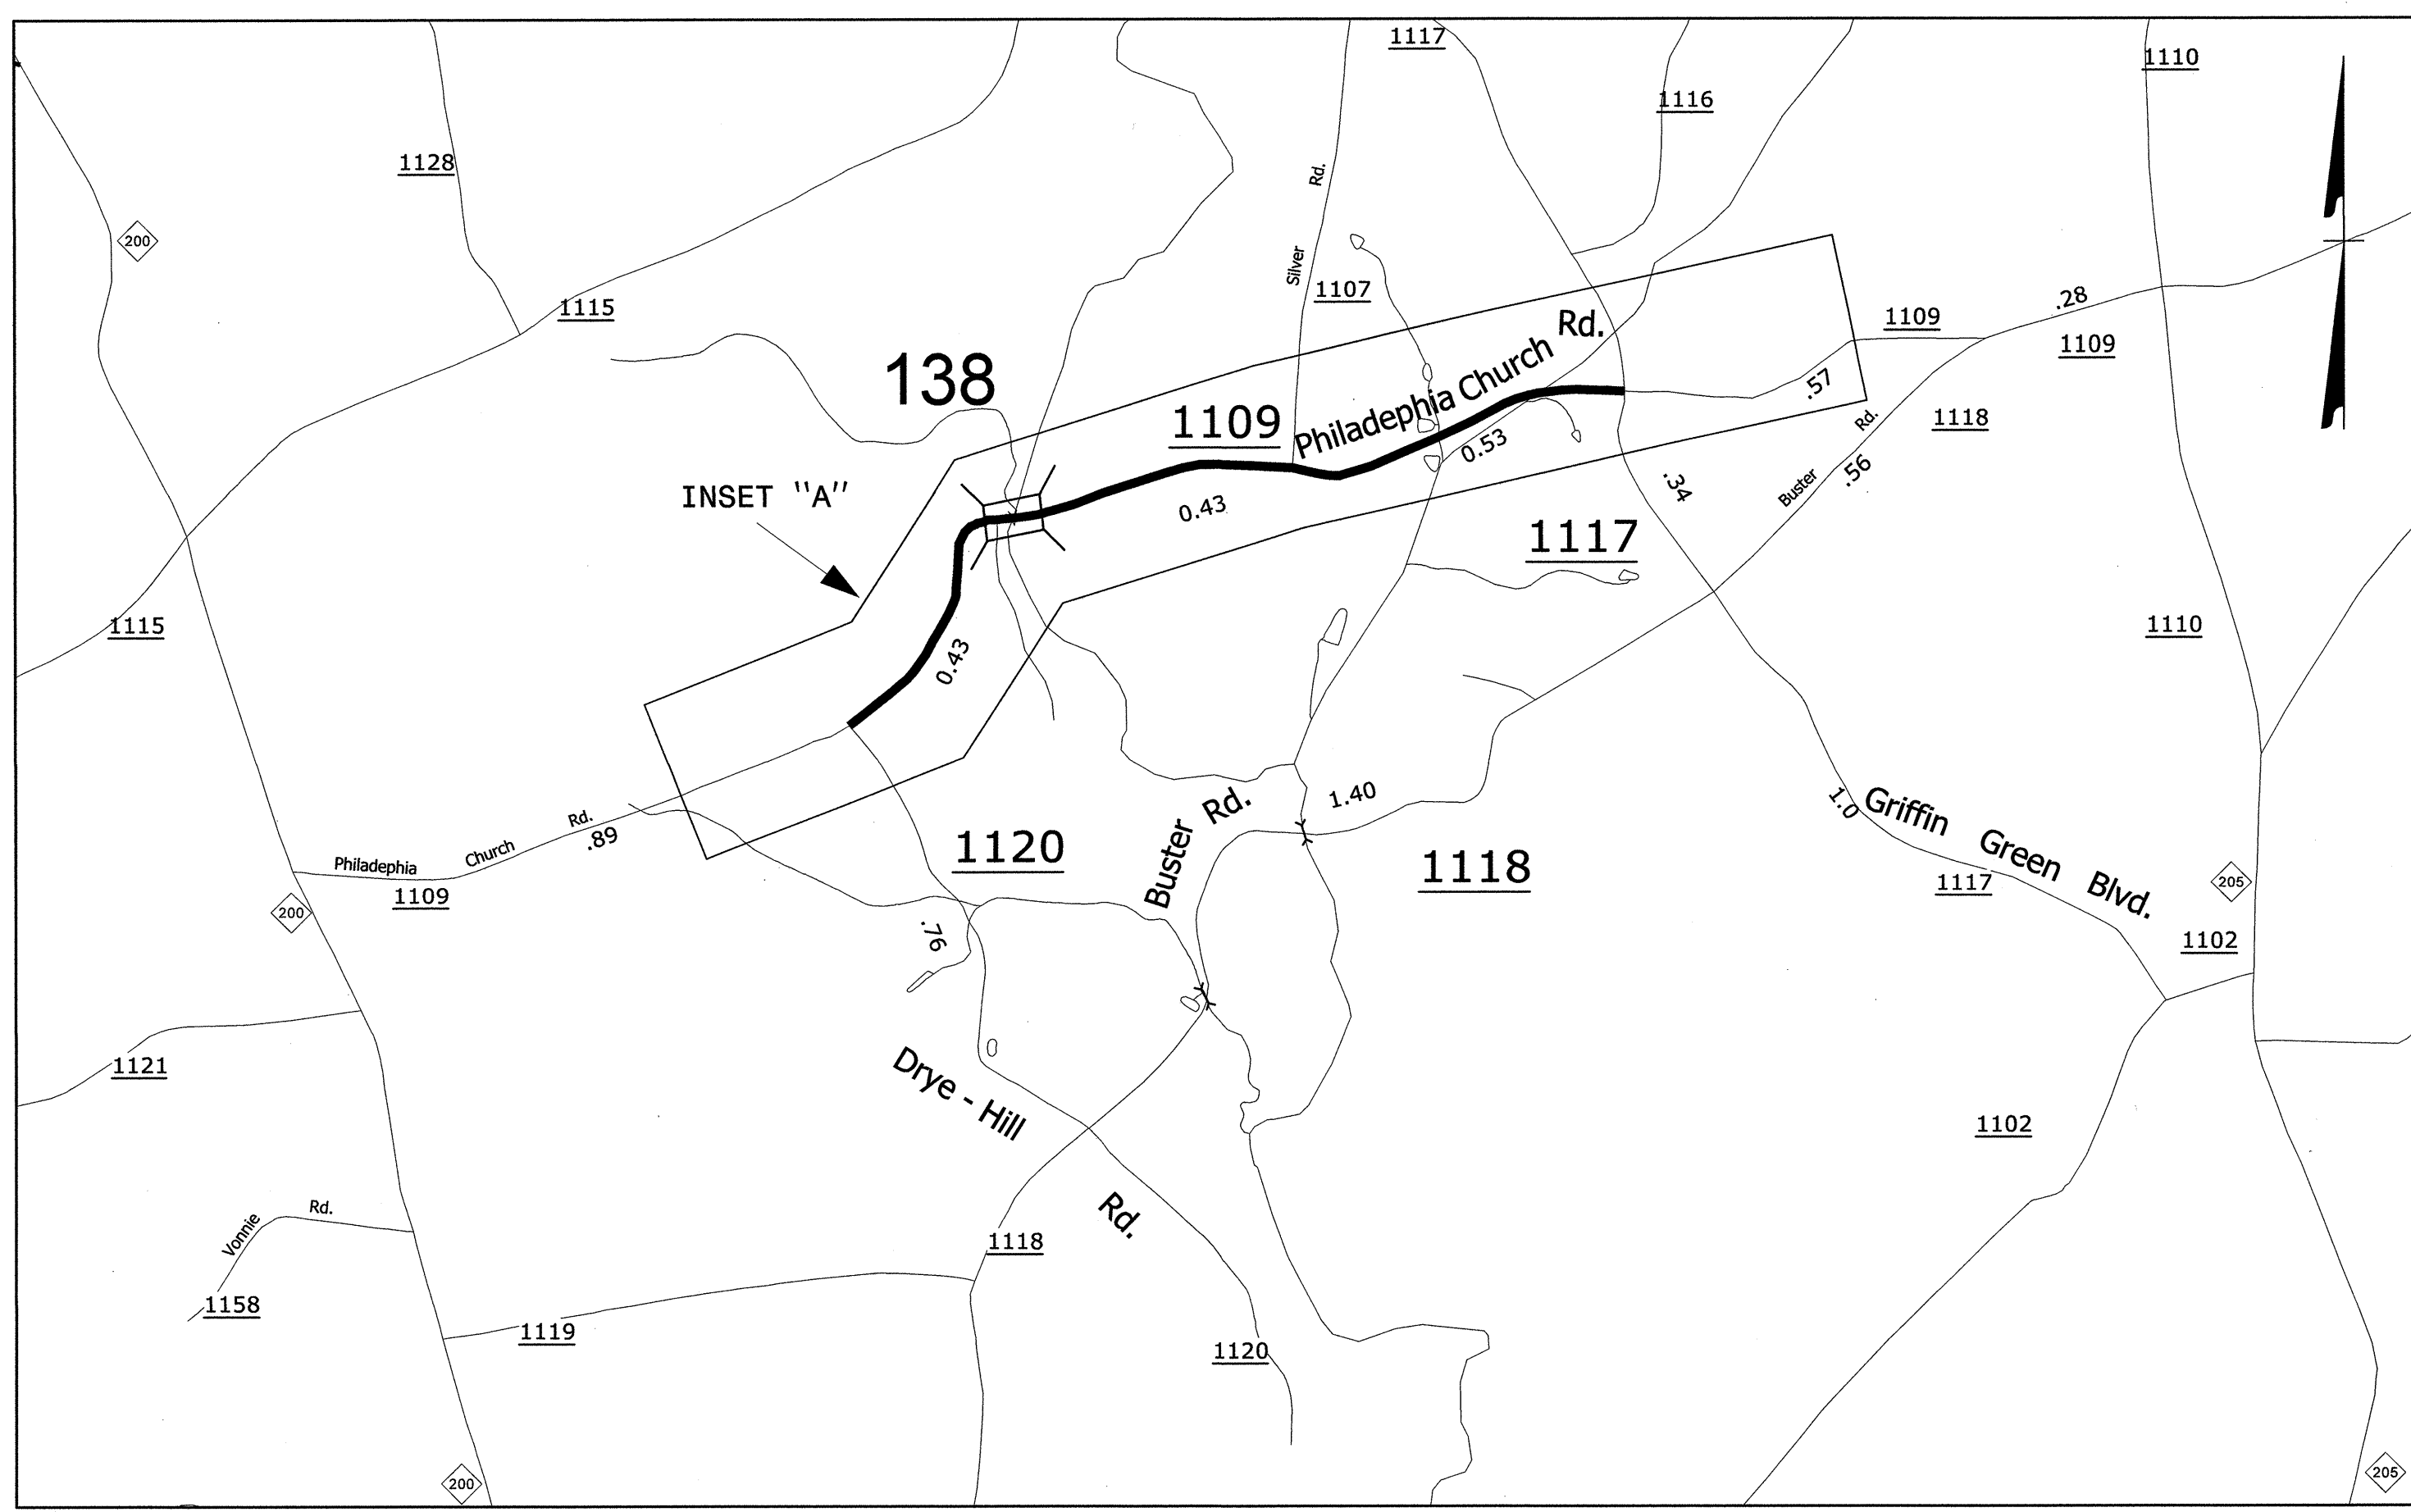 1117
1110
1116
1128
Rd.
200
Silver
1107
.28
1115
1109
1109
Rd.
138
.57
1109
Philadephia Church
Rd.
1118
0.53
.56
.34
Buster
INSET "A"
0.43
1117
1115
1110
0.43
1.40
1.0
Griffin Green Blvd.
Rd.
.89
Buster Rd.
1120
Philadephia Church
1118
205
1117
1109
200
.76
1102
1121
Drye - Hill
1102
Rd.
Rd.
Vonnie
1118
1158
1119
1120
200
205